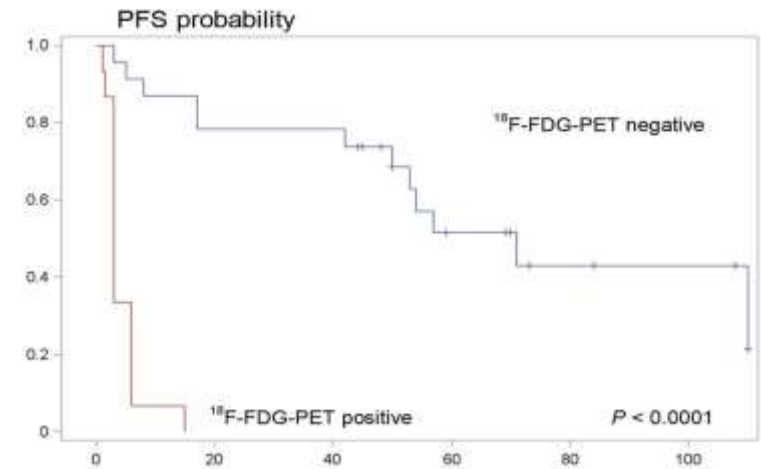 PFS probability
1.0
0.8
¹⁸F-FDG-PET negative
0.6
0.4
0.2
¹⁸F-FDG-PET positive
P < 0.0001
0
0 20 40 60 80 100